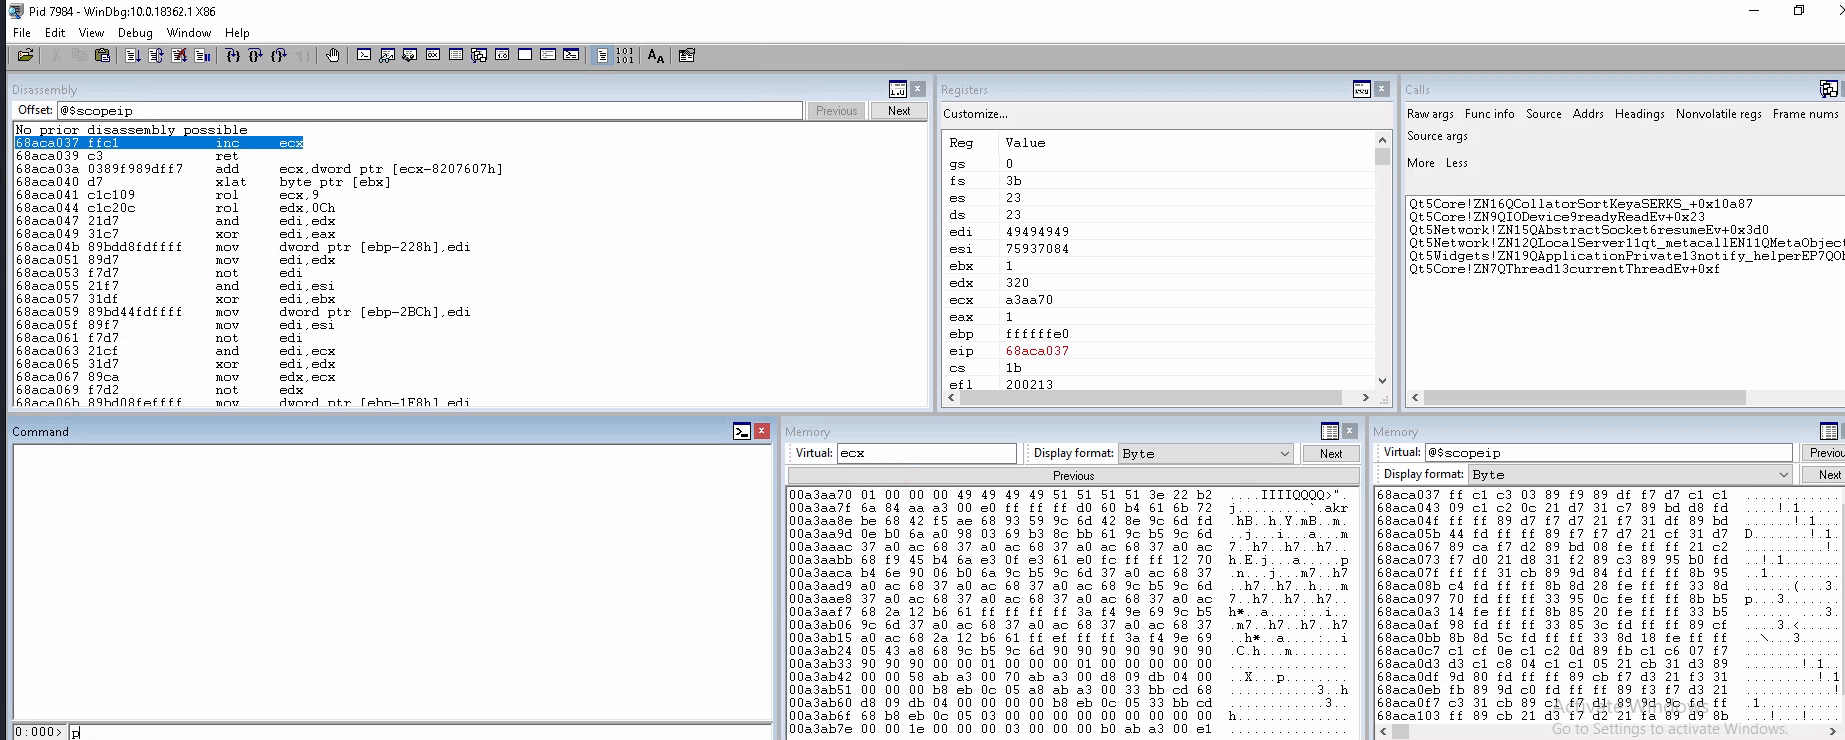 Pid 7984 - WinDbg:10.0.18362.1 X86
File Edit View Debug Window Help
Disassembly
Offset: @$scopeip Previous Next
No prior disassembly possible
68aca037 ffc1 inc ecx
68aca039 c3 ret
68aca03a 0389f989dff7 add ecx,dword ptr [ecx-8207607h]
68aca040 d7 xlat byte ptr [ebx]
68aca041 c1c109 rol ecx,9
68aca044 c1c20c rol edx,0Ch
68aca047 21d7 and edi,edx
68aca049 31c7 xor edi,eax
68aca04b 89bdd8fdffff mov dword ptr [ebp-228h],edi
68aca051 89d7 mov edi,edx
68aca053 f7d7 not edi
68aca055 21f7 and edi,esi
68aca057 31df xor edi,ebx
68aca059 89bd44fdffff mov dword ptr [ebp-2BCh],edi
68aca05f 89f7 mov edi,esi
68aca061 f7d7 not edi
68aca063 21cf and edi,ecx
68aca065 31d7 xor edi,edx
68aca067 89ca mov edx,ecx
68aca069 f7d2 not edx
68aca06b 89bd08feffff mov dword ptr [ebp-1F8h],edi
Registers
Customize...
Reg Value
gs 0
fs 3b
es 23
ds 23
edi 49494949
esi 75937084
ebx 1
edx 320
ecx a3aa70
eax 1
ebp ffffffe0
eip 68aca037
cs 1b
efl 200213
Calls
Raw args Func info Source Addrs Headings Nonvolatile regs Frame nums
Source args
More Less
Qt5Core!ZN16QCollatorSortKeyaSERKS_+0x10a87
Qt5Core!ZN9QIODevice9readyReadEv+0x23
Qt5Network!ZN15QAbstractSocket6resumeEv+0x3d0
Qt5Network!ZN12QLocalServer11qt_metacallEN11QMetaObject
Qt5Widgets!ZN19QApplicationPrivate13notify_helperEP7QOb
Qt5Core!ZN7QThread13currentThreadEv+0xf
Command
0:000> p
Memory
Virtual: ecx Display format: Byte Next
Previous
00a3aa70 01 00 00 00 49 49 49 49 51 51 51 51 3e 22 b2 ....IIIIQQQQ>".
00a3aa7f 6a 84 aa a3 00 e0 ff ff ff d0 60 b4 61 6b 72 j.........`.akr
00a3aa8e be 68 42 f5 ae 68 93 59 9c 6d 42 8e 9c 6d fd .hB..h.Y.mB..m.
00a3aa9d 0e b0 6a a0 98 03 69 b3 8c bb 61 9c b5 9c 6d ..j...i...a...m
00a3aaac 37 a0 ac 68 37 a0 ac 68 37 a0 ac 68 37 a0 ac 7..h7..h7..h7..
00a3aabb 68 f9 45 b4 6a e3 0f e3 61 e0 fc ff ff 12 70 h.E.j...a.....p
00a3aaca b4 6e 90 06 b0 6a 9c b5 9c 6d 37 a0 ac 68 37 .n...j...m7..h7
00a3aad9 a0 ac 68 37 a0 ac 68 37 a0 ac 68 9c b5 9c 6d ..h7..h7..h...m
00a3aae8 37 a0 ac 68 37 a0 ac 68 37 a0 ac 68 37 a0 ac 7..h7..h7..h7..
00a3aaf7 68 2a 12 b6 61 ff ff ff ff 3a f4 9e 69 9c b5 h*..a....:..i..
00a3ab06 9c 6d 37 a0 ac 68 37 a0 ac 68 37 a0 ac 68 37 .m7..h7..h7..h7
00a3ab15 a0 ac 68 2a 12 b6 61 ff ef ff ff 3a f4 9e 69 ..h*..a....:..i
00a3ab24 05 43 a8 68 9c b5 9c 6d 90 90 90 90 90 90 90 .C.h...m.......
00a3ab33 90 90 90 00 00 01 00 00 01 00 00 00 00 00 00 ...............
00a3ab42 00 00 58 ab a3 00 70 ab a3 00 d8 09 db 04 00 ..X...p........
00a3ab51 00 00 00 b8 eb 0c 05 a8 ab a3 00 33 bb cd 68 ...........3..h
00a3ab60 d8 09 db 04 00 00 00 00 b8 eb 0c 05 33 bb cd ............3..
00a3ab6f 68 b8 eb 0c 05 03 00 00 00 00 00 00 00 00 00 h..............
00a3ab7e 00 00 1e 00 00 00 03 00 00 00 b0 ab a3 00 e1 ...............
Memory
Virtual: @$scopeip Previou
Display format: Byte Next
68aca037 ff c1 c3 03 89 f9 89 df f7 d7 c1 c1 ............
68aca043 09 c1 c2 0c 21 d7 31 c7 89 bd d8 fd ....!.1.....
68aca04f ff ff 89 d7 f7 d7 21 f7 31 df 89 bd ......!.1...
68aca05b 44 fd ff ff 89 f7 f7 d7 21 cf 31 d7 D.......!.1.
68aca067 89 ca f7 d2 89 bd 08 fe ff ff 21 c2 ..........!.
68aca073 f7 d0 21 d8 31 f2 89 c3 89 95 b0 fd ..!.1.......
68aca07f ff ff 31 cb 89 9d 84 fd ff ff 8b 95 ..1.........
68aca08b c4 fd ff ff 8b 9d 28 fe ff ff 33 8d ......(...3.
68aca097 70 fd ff ff 33 95 0c fe ff ff 8b b5 p...3.......
68aca0a3 14 fe ff ff 8b 85 20 fe ff ff 33 b5 ...... ...3.
68aca0af 98 fd ff ff 33 85 3c fd ff ff 89 cf ....3.<.....
68aca0bb 8b 8d 5c fd ff ff 33 8d 18 fe ff ff ..\...3.....
68aca0c7 c1 cf 0e c1 c2 0d 89 fb c1 c6 07 f7 ............
68aca0d3 d3 c1 c8 04 c1 c1 05 21 cb 31 d3 89 .......!.1..
68aca0df 9d 80 fd ff ff 89 cb f7 d3 21 f3 31 .........!.1
68aca0eb fb 89 9d c0 fd ff ff 89 f3 f7 d3 21 ...........!
68aca0f7 c3 31 cb 89 c1 f7 d1 89 9d 9c fd ff .1..........
68aca103 ff 89 cb 21 d3 f7 d2 21 fa 89 d9 8b ...!...!....
Activate Windows
Go to Settings to activate Windows.